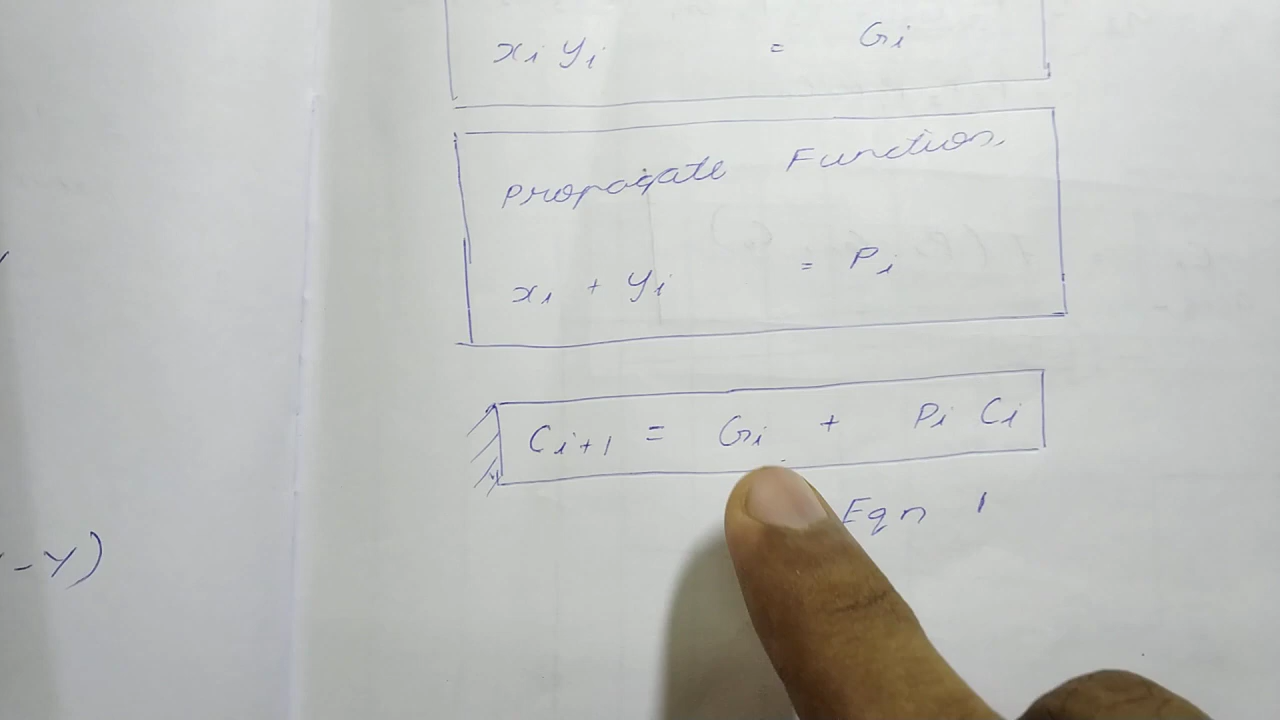 xi yi = Gi
Propagate Function
xi + yi = Pi
Ci+1 = Gi + Pi Ci
Eqn 1
-y)